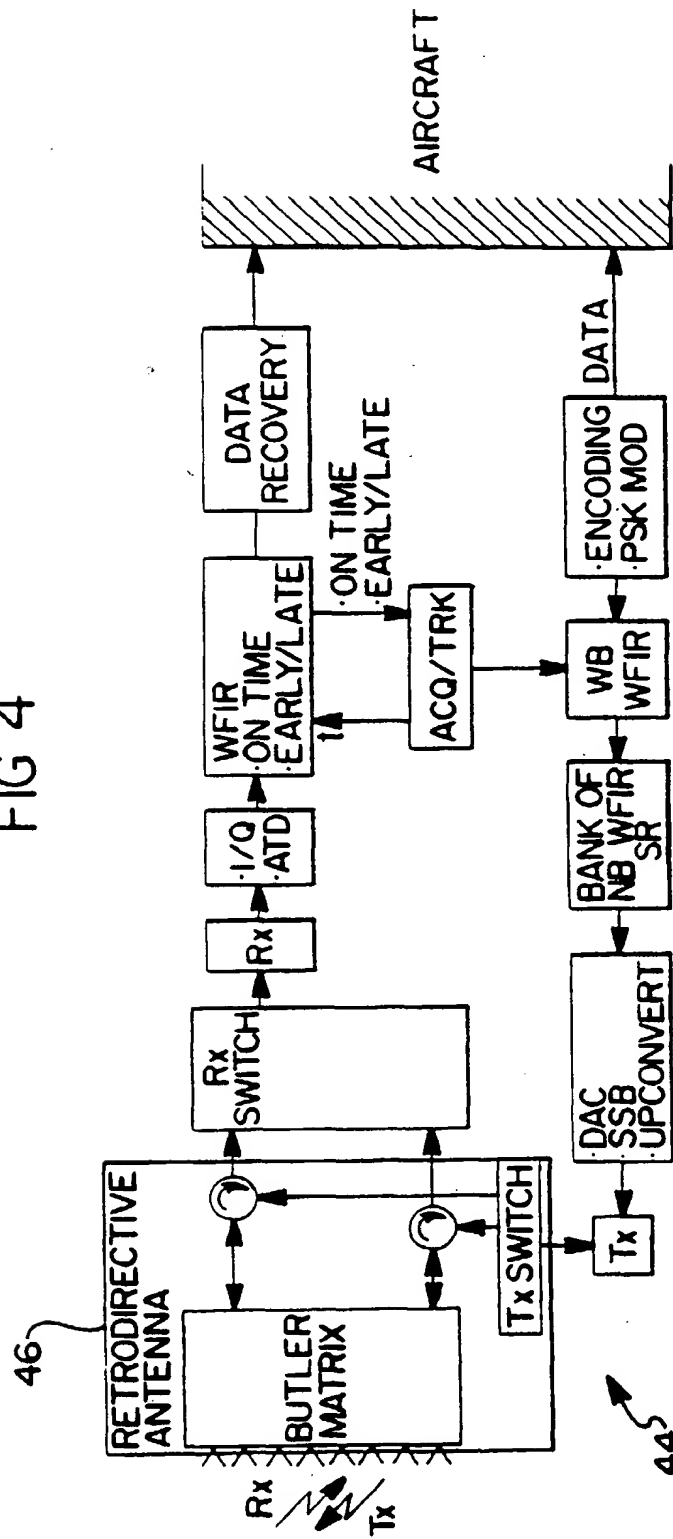 FIG 4
46
RETRODIRECTIVE
ANTENNA
Rx
Tx
BUTLER
MATRIX
Tx SWITCH
Rx
SWITCH
Rx
·I/Q
·ATD
WFIR
·ON TIME
·EARLY/LATE
t
·ON TIME
EARLY/LATE
ACQ/TRK
DATA
RECOVERY
AIRCRAFT
Tx
·DAC
SSB
UPCONVERT
BANK OF
NB WFIR
SR
WB
WFIR
·ENCODING
·PSK MOD
DATA
44